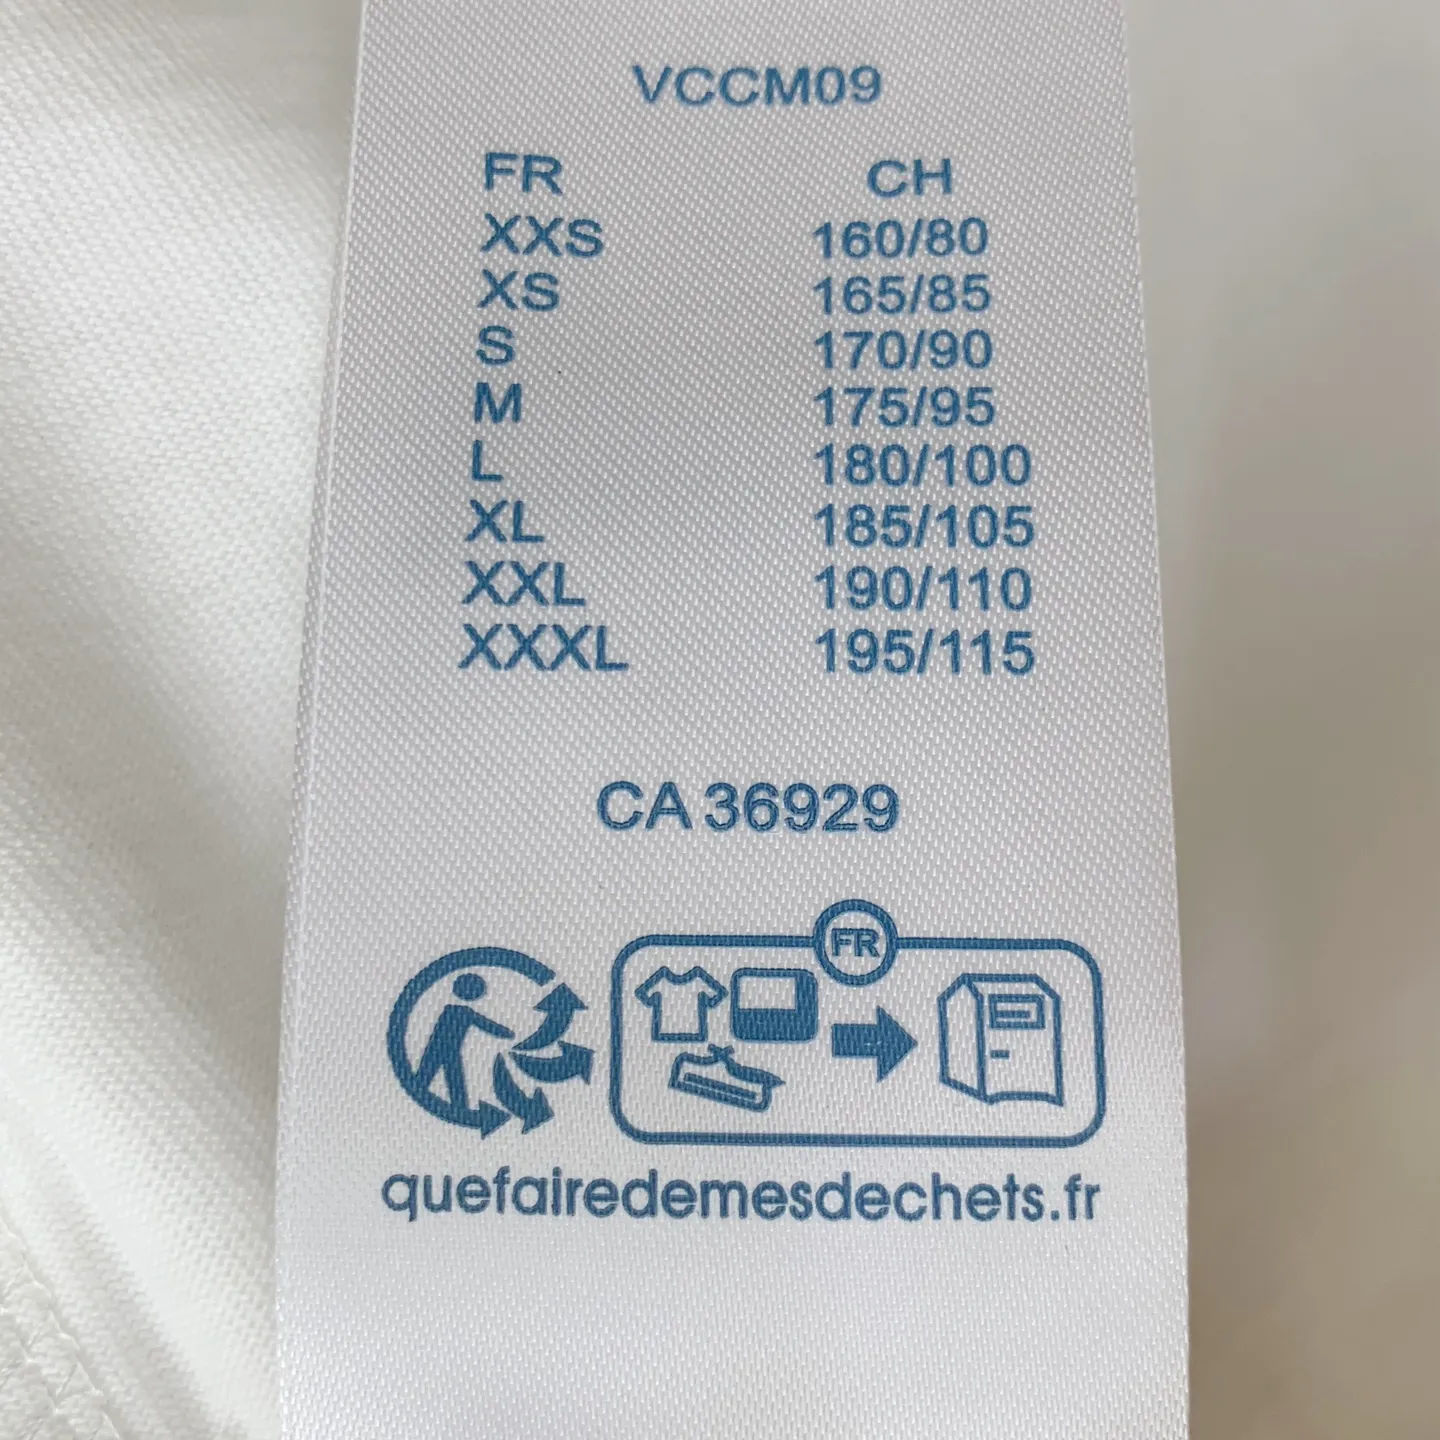 VCCM09
FR CH
XXS 160/80
XS 165/85
S 170/90
M 175/95
L 180/100
XL 185/105
XXL 190/110
XXXL 195/115
CA 36929
FR
quefairedemesdechets.fr